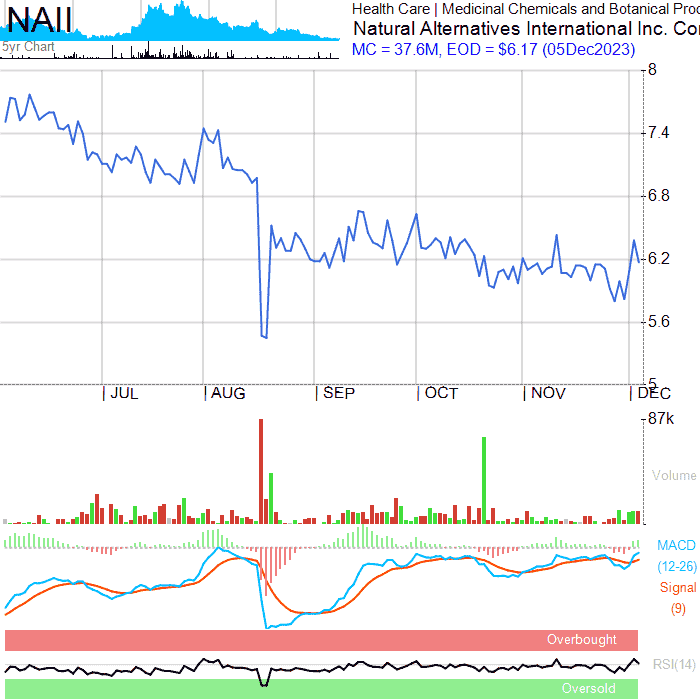 NAII
5yr Chart
Health Care | Medicinal Chemicals and Botanical Prod
Natural Alternatives International Inc. Cor
MC = 37.6M, EOD = $6.17 (05Dec2023)
8
7.4
6.8
6.2
5.6
5
JUL AUG SEP OCT NOV DEC
87k
Volume
MACD
(12-26)
Signal
(9)
Overbought
RSI(14)
Oversold